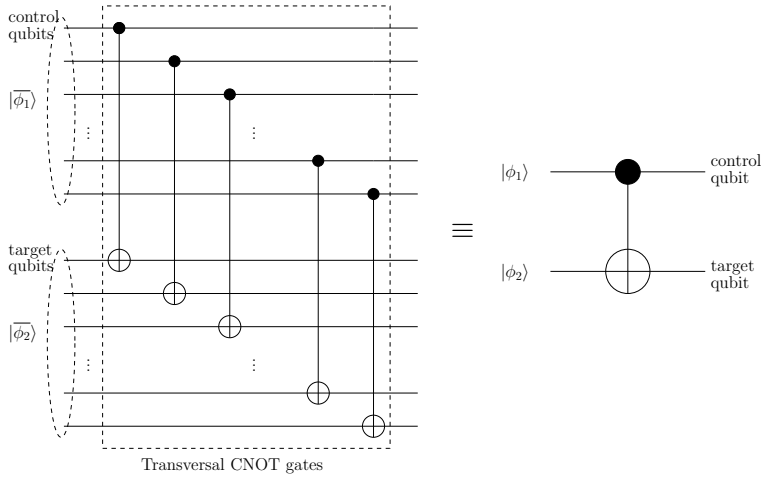 control
qubits
|ϕ̅₁⟩
⋮
⋮
target
qubits
|ϕ̅₂⟩
⋮
⋮
Transversal CNOT gates
≡
|ϕ₁⟩
control
qubit
|ϕ₂⟩
target
qubit